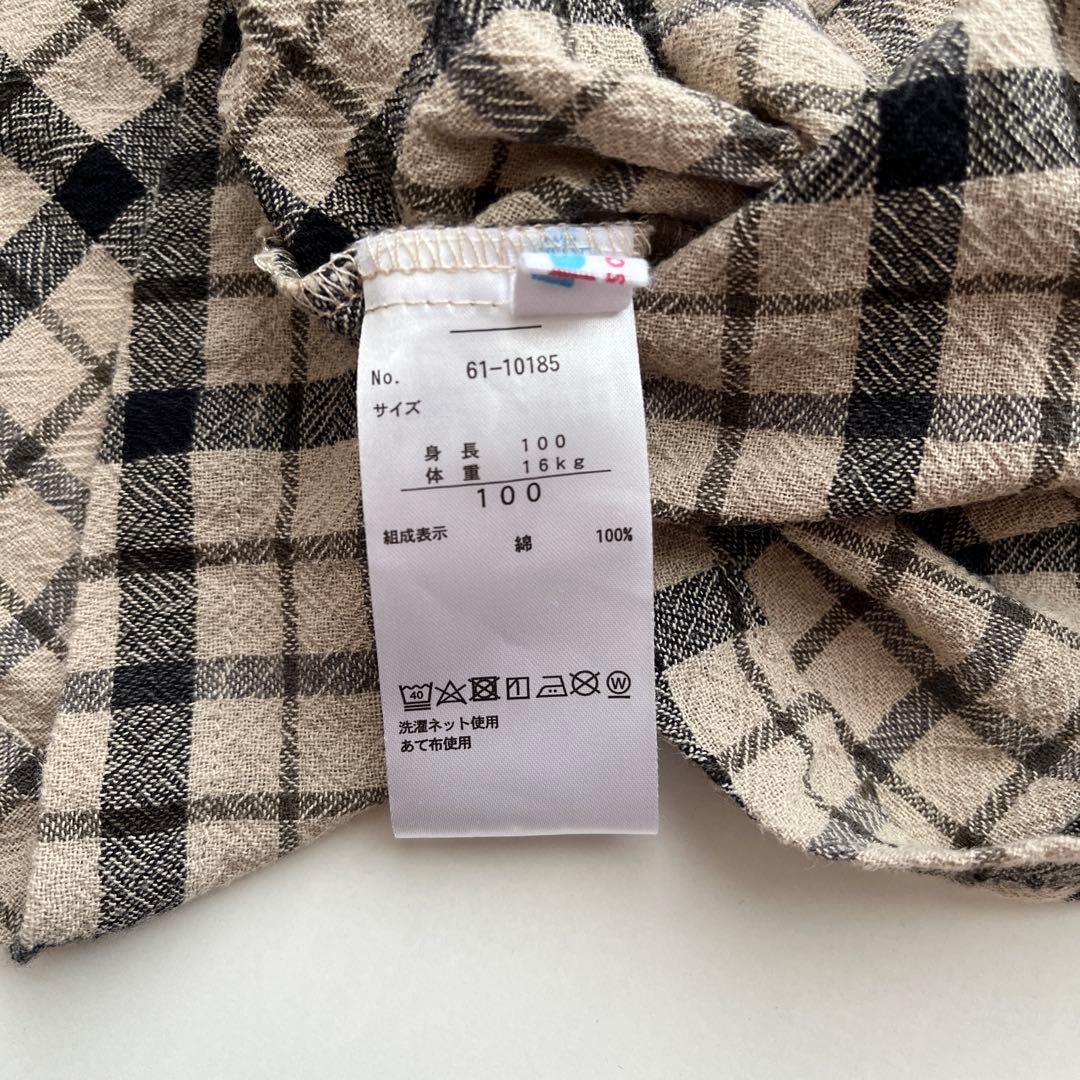 No. 61-10185
サイズ
身長 100
体重 16kg
100
組成表示 綿 100%
40 W
洗濯ネット使用
あて布使用